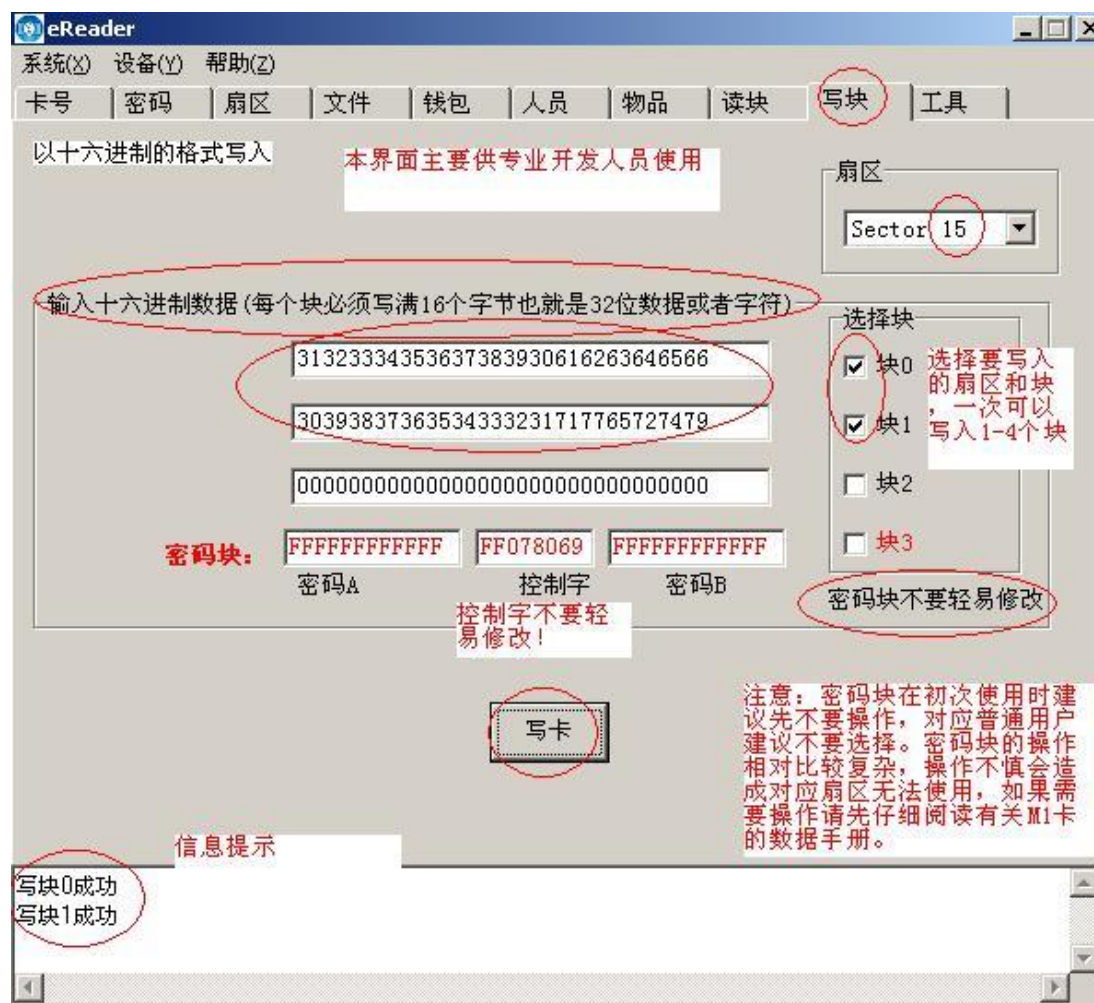 eReader
系统(X) 设备(Y) 帮助(Z)
卡号 密码 扇区 文件 钱包 人员 物品 读块 写块 工具
以十六进制的格式写入
本界面主要供专业开发人员使用
扇区
Sector 15
输入十六进制数据(每个块必须写满16个字节也就是32位数据或者字符)
31323334353637383930616263646566
30393837363534333231717765727479
00000000000000000000000000000000
密码块:
FFFFFFFFFFFF FF078069 FFFFFFFFFFFF
密码A 控制字 密码B
控制字不要轻
易修改!
选择块
块0
块1
块2
块3
选择要写入
的扇区和块
,一次可以
写入1-4个块
密码块不要轻易修改
写卡
注意:密码块在初次使用时建
议先不要操作,对应普通用户
建议不要选择。密码块的操作
相对比较复杂,操作不慎会造
成对应扇区无法使用,如果需
要操作请先仔细阅读有关M1卡
的数据手册。
信息提示
写块0成功
写块1成功